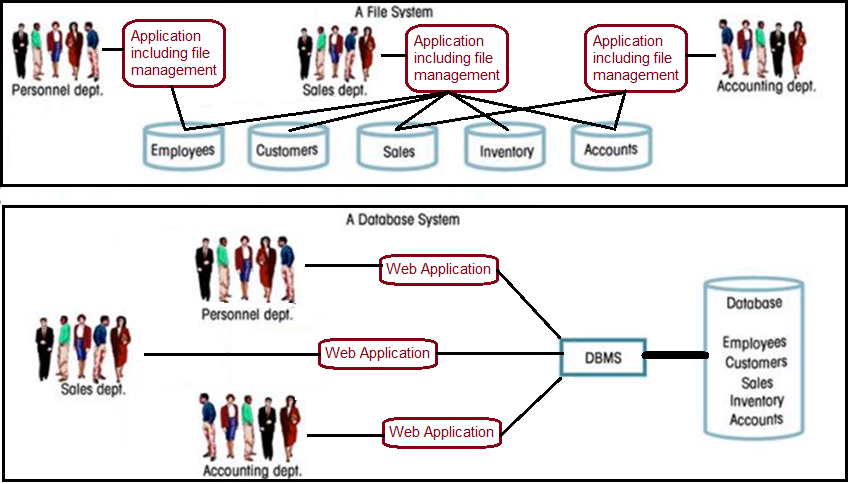 A File System
Application
including file
management
Personnel dept.
Application
including file
management
Sales dept.
Application
including file
management
Accounting dept.
Employees
Customers
Sales
Inventory
Accounts
A Database System
Personnel dept.
Web Application
Sales dept.
Web Application
Accounting dept.
Web Application
DBMS
Database
Employees
Customers
Sales
Inventory
Accounts